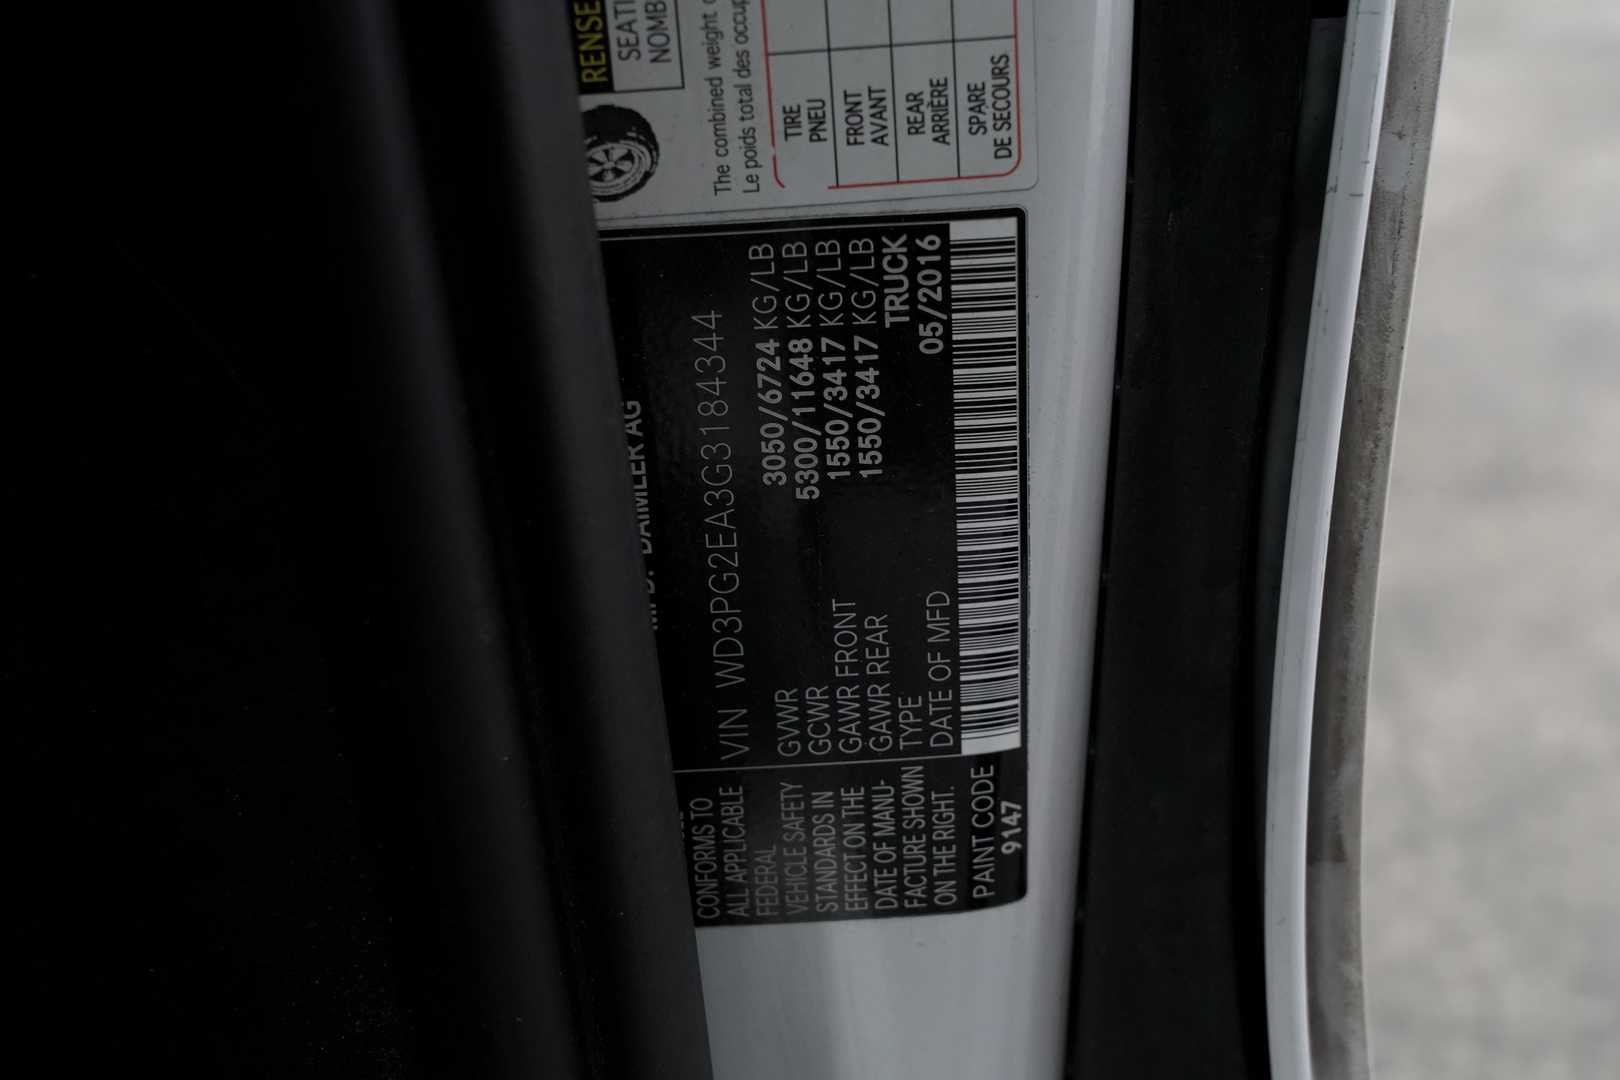 RENSE
SEATI
NOMB
The combined weight o
Le poids total des occup
TIRE
PNEU
FRONT
AVANT
REAR
ARRIÈRE
SPARE
DE SECOURS
DAIMLER AG
VIN WD3PG2EA3G3184344
GVWR 3050/6724 KG/LB
GCWR 5300/11648 KG/LB
GAWR FRONT 1550/3417 KG/LB
GAWR REAR 1550/3417 KG/LB
TYPE TRUCK
DATE OF MFD 05/2016
CONFORMS TO
ALL APPLICABLE
FEDERAL
VEHICLE SAFETY
STANDARDS IN
EFFECT ON THE
DATE OF MANU-
FACTURE SHOWN
ON THE RIGHT.
PAINT CODE
9147